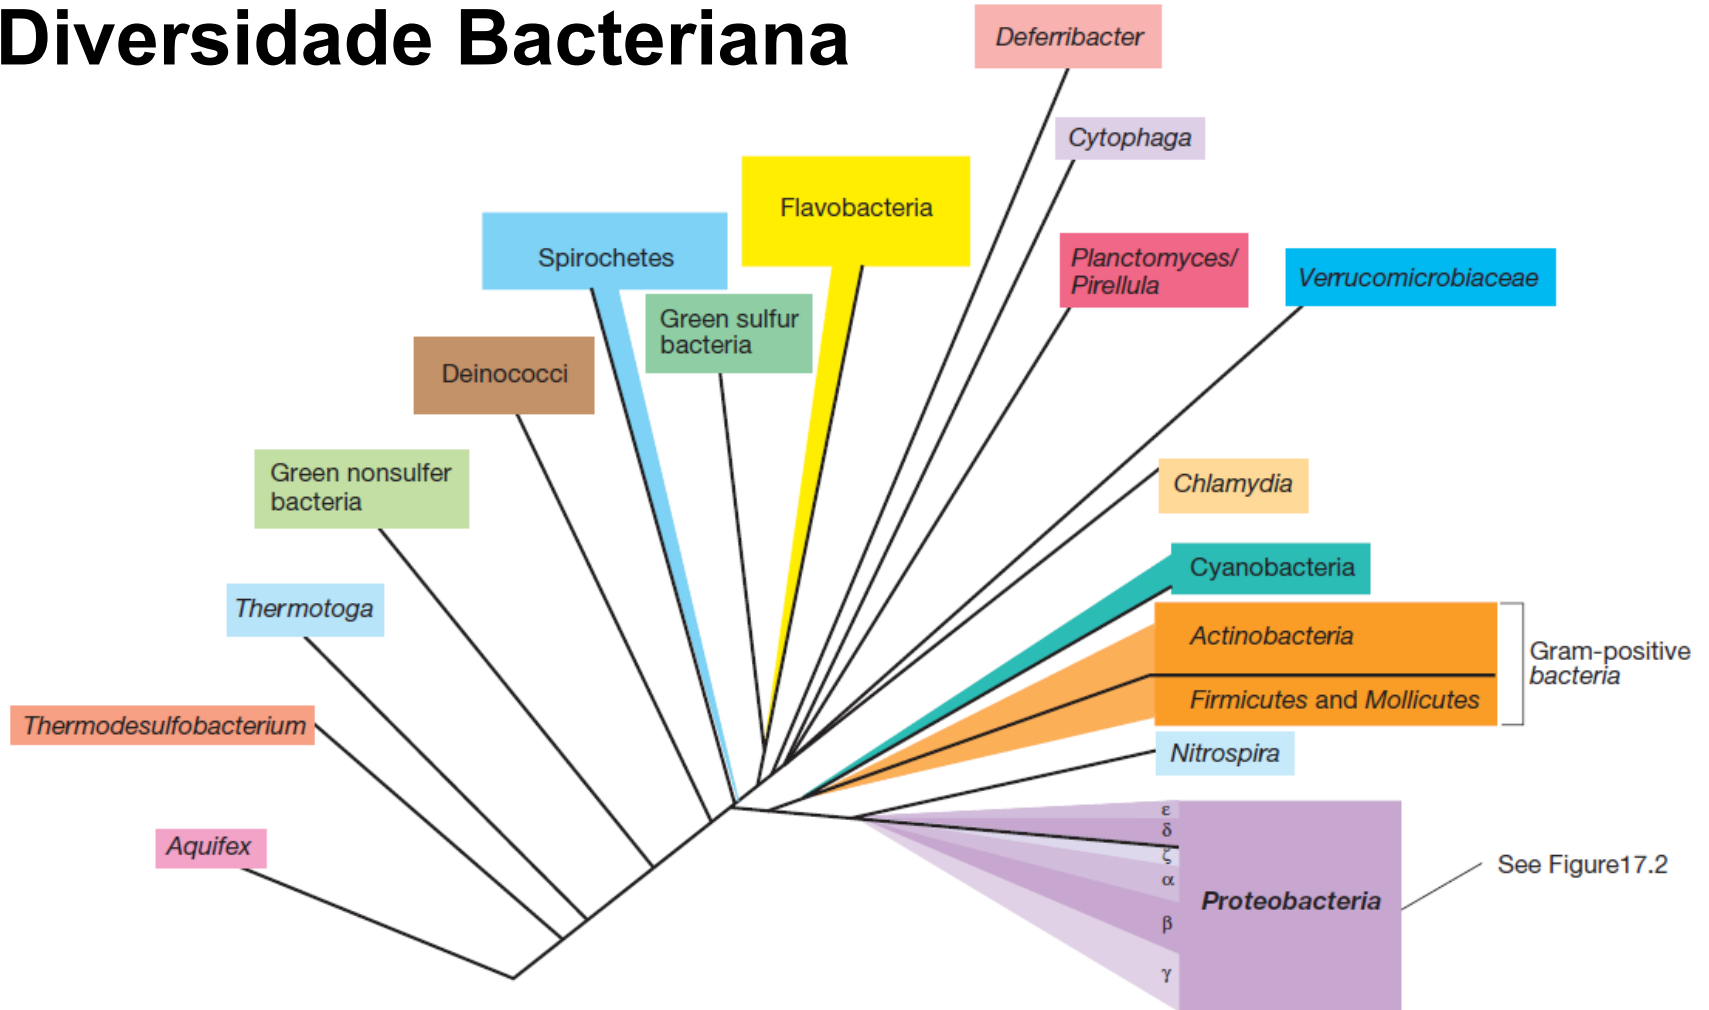 Diversidade Bacteriana
Deferribacter
Cytophaga
Flavobacteria
Spirochetes
Planctomyces/
Pirellula
Verrucomicrobiaceae
Green sulfur
bacteria
Deinococci
Green nonsulfer
bacteria
Chlamydia
Cyanobacteria
Thermotoga
Actinobacteria
Gram-positive
bacteria
Firmicutes and Mollicutes
Thermodesulfobacterium
Nitrospira
Aquifex
ε
δ
ζ
α
β
γ
Proteobacteria
See Figure17.2